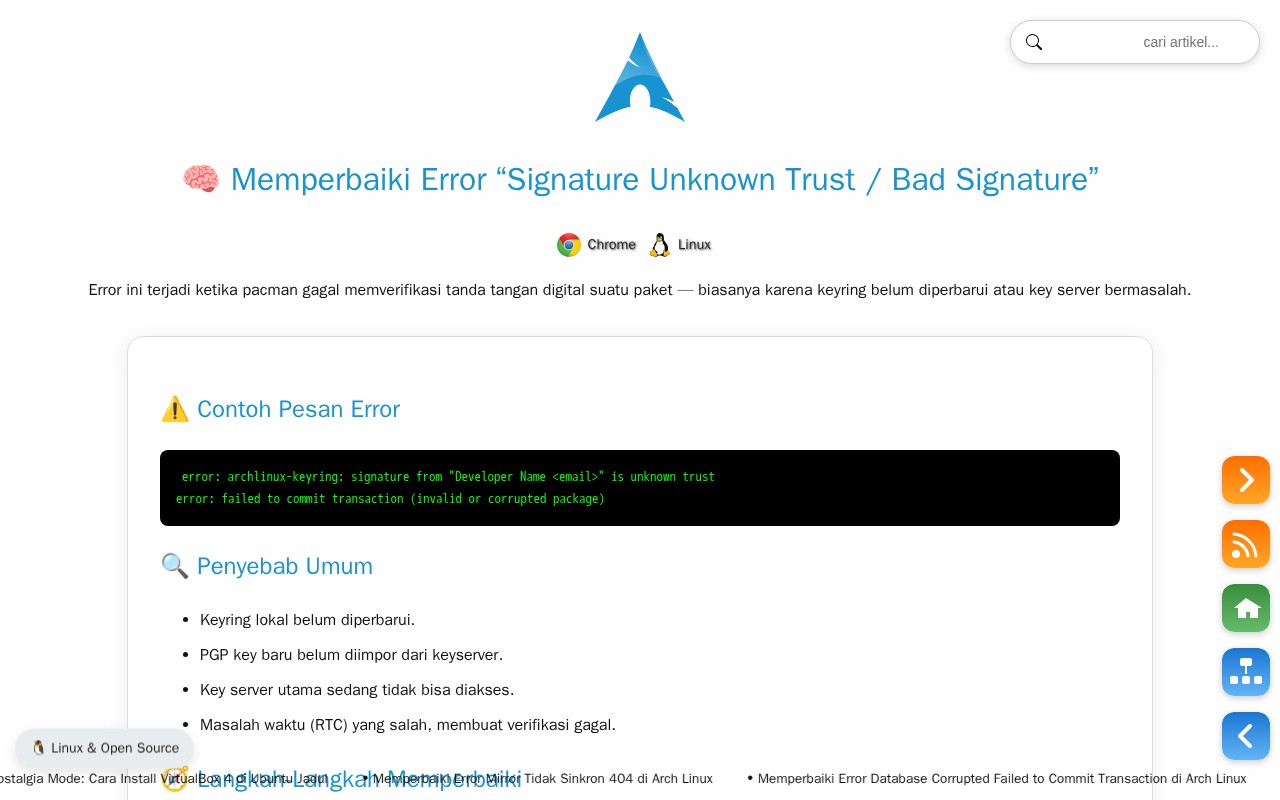 cari artikel...
🧠 Memperbaiki Error “Signature Unknown Trust / Bad Signature”
Chrome Linux
Error ini terjadi ketika pacman gagal memverifikasi tanda tangan digital suatu paket — biasanya karena keyring belum diperbarui atau key server bermasalah.
⚠️ Contoh Pesan Error
error: archlinux-keyring: signature from "Developer Name <email>" is unknown trust
error: failed to commit transaction (invalid or corrupted package)
🔍 Penyebab Umum
• Keyring lokal belum diperbarui.
• PGP key baru belum diimpor dari keyserver.
• Key server utama sedang tidak bisa diakses.
• Masalah waktu (RTC) yang salah, membuat verifikasi gagal.
🐧 Linux & Open Source
🧭 Langkah-Langkah Memperbaiki
ostalgia Mode: Cara Install VirtualBox 4 di Ubuntu Jadul • Memperbaiki Error Mirror Tidak Sinkron 404 di Arch Linux • Memperbaiki Error Database Corrupted Failed to Commit Transaction di Arch Linux